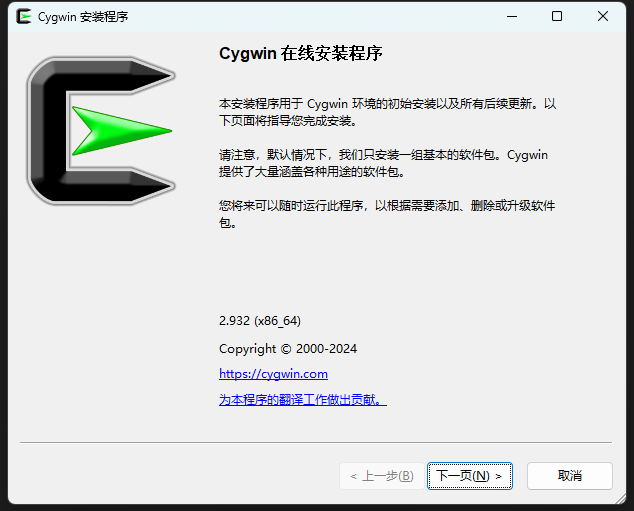 Cygwin 安装程序
Cygwin 在线安装程序
本安装程序用于 Cygwin 环境的初始安装以及所有后续更新。以
下页面将指导您完成安装。
请注意，默认情况下，我们只安装一组基本的软件包。Cygwin
提供了大量涵盖各种用途的软件包。
您将来可以随时运行此程序，以根据需要添加、删除或升级软件
包。
2.932 (x86_64)
Copyright © 2000-2024
https://cygwin.com
为本程序的翻译工作做出贡献。
< 上一步(B)
下一页(N) >
取消